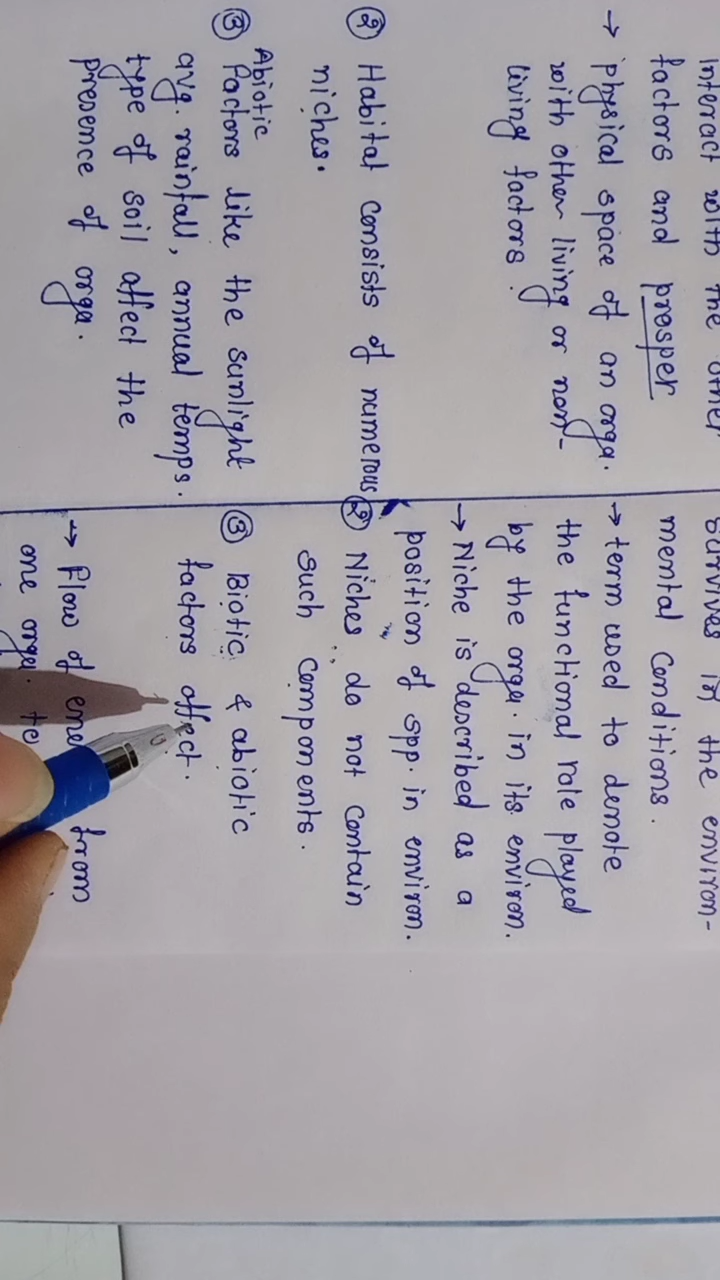 interact with the other
factors and prosper
→ physical space of an orga.
with other living or non-
living factors.
② Habitat consists of numerous
niches.
Abiotic
③ Factors like the sunlight
avg. rainfall, annual temps.
type of soil affect the
presence of orga.
survives in the environ-
mental conditions.
→ term used to denote
the functional role played
by the orga. in its environ.
→ Niche is described as a
position of spp. in environ.
② Niches do not contain
such components.
③ Biotic & abiotic
factors affect.
→ Flow of from
one orga.